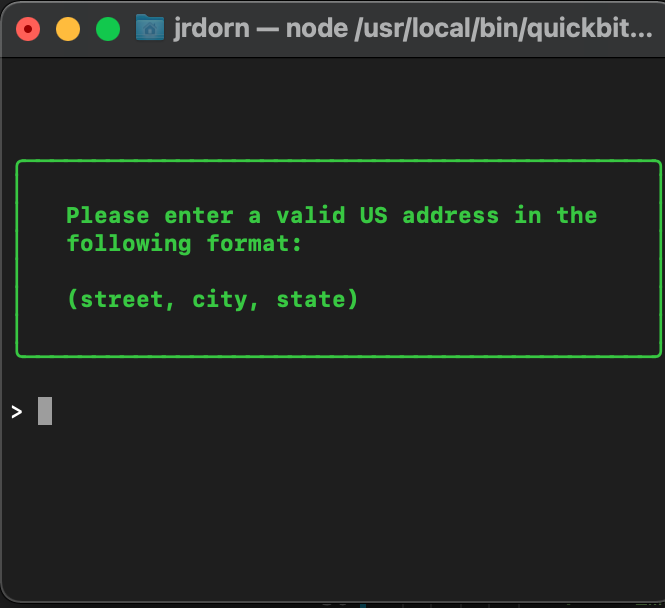 jrdorn — node /usr/local/bin/quickbit...
Please enter a valid US address in the
following format:
(street, city, state)
>